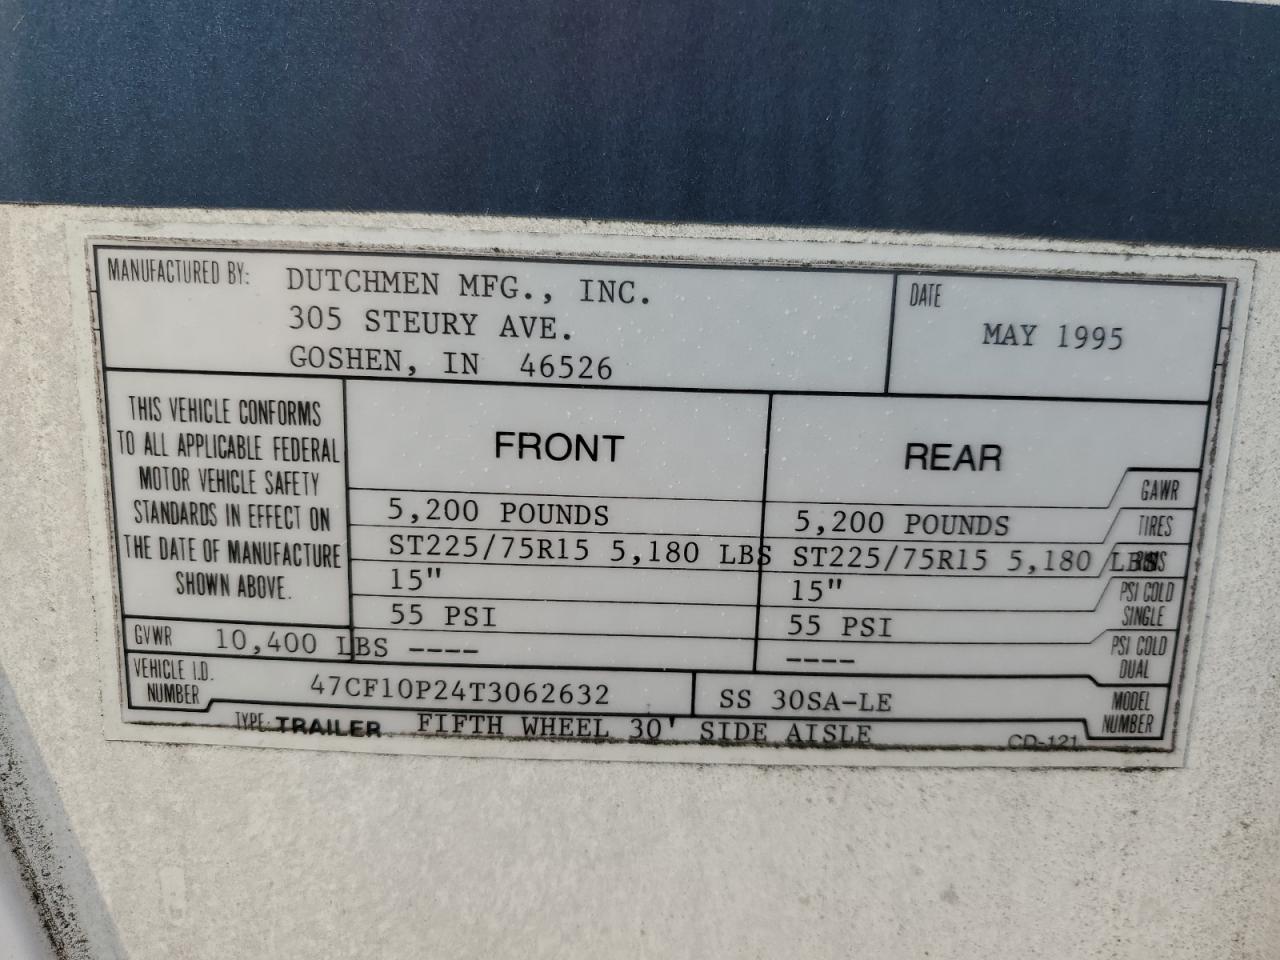 MANUFACTURED BY: DUTCHMEN MFG., INC.
305 STEURY AVE.
GOSHEN, IN 46526
DATE
MAY 1995
THIS VEHICLE CONFORMS
TO ALL APPLICABLE FEDERAL
MOTOR VEHICLE SAFETY
STANDARDS IN EFFECT ON
THE DATE OF MANUFACTURE
SHOWN ABOVE.
FRONT REAR
5,200 POUNDS 5,200 POUNDS GAWR
ST225/75R15 5,180 LBS ST225/75R15 5,180 LBS TIRES
15" 15" RIMS
55 PSI 55 PSI PSI COLD SINGLE
---- ---- PSI COLD DUAL
GVWR 10,400 LBS
VEHICLE I.D. NUMBER 47CF10P24T3062632
SS 30SA-LE MODEL NUMBER
TYPE: TRAILER FIFTH WHEEL 30' SIDE AISLE
CD-121